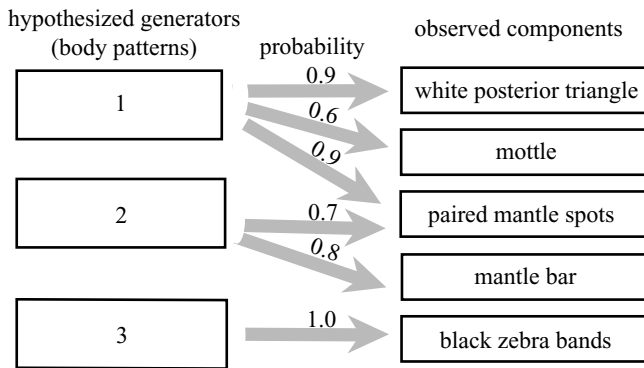 hypothesized generators
(body patterns)
probability
observed components
1
0.9
white posterior triangle
0.6
mottle
0.9
2
0.7
paired mantle spots
0.8
mantle bar
3
1.0
black zebra bands